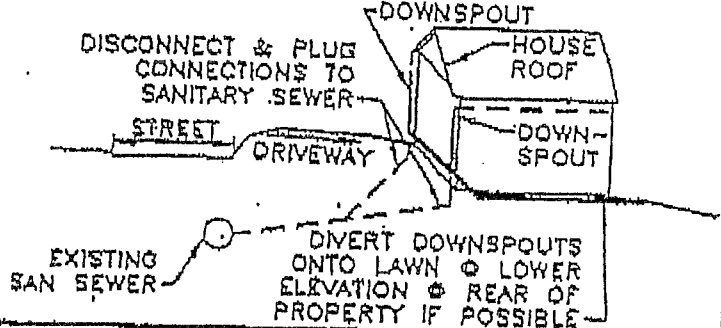 DOWNSPOUT
DISCONNECT & PLUG
CONNECTIONS TO
SANITARY SEWER
HOUSE
ROOF
STREET
DRIVEWAY
DOWN-
SPOUT
EXISTING
SAN SEWER
DIVERT DOWNSPOUTS
ONTO LAWN @ LOWER
ELEVATION @ REAR OF
PROPERTY IF POSSIBLE